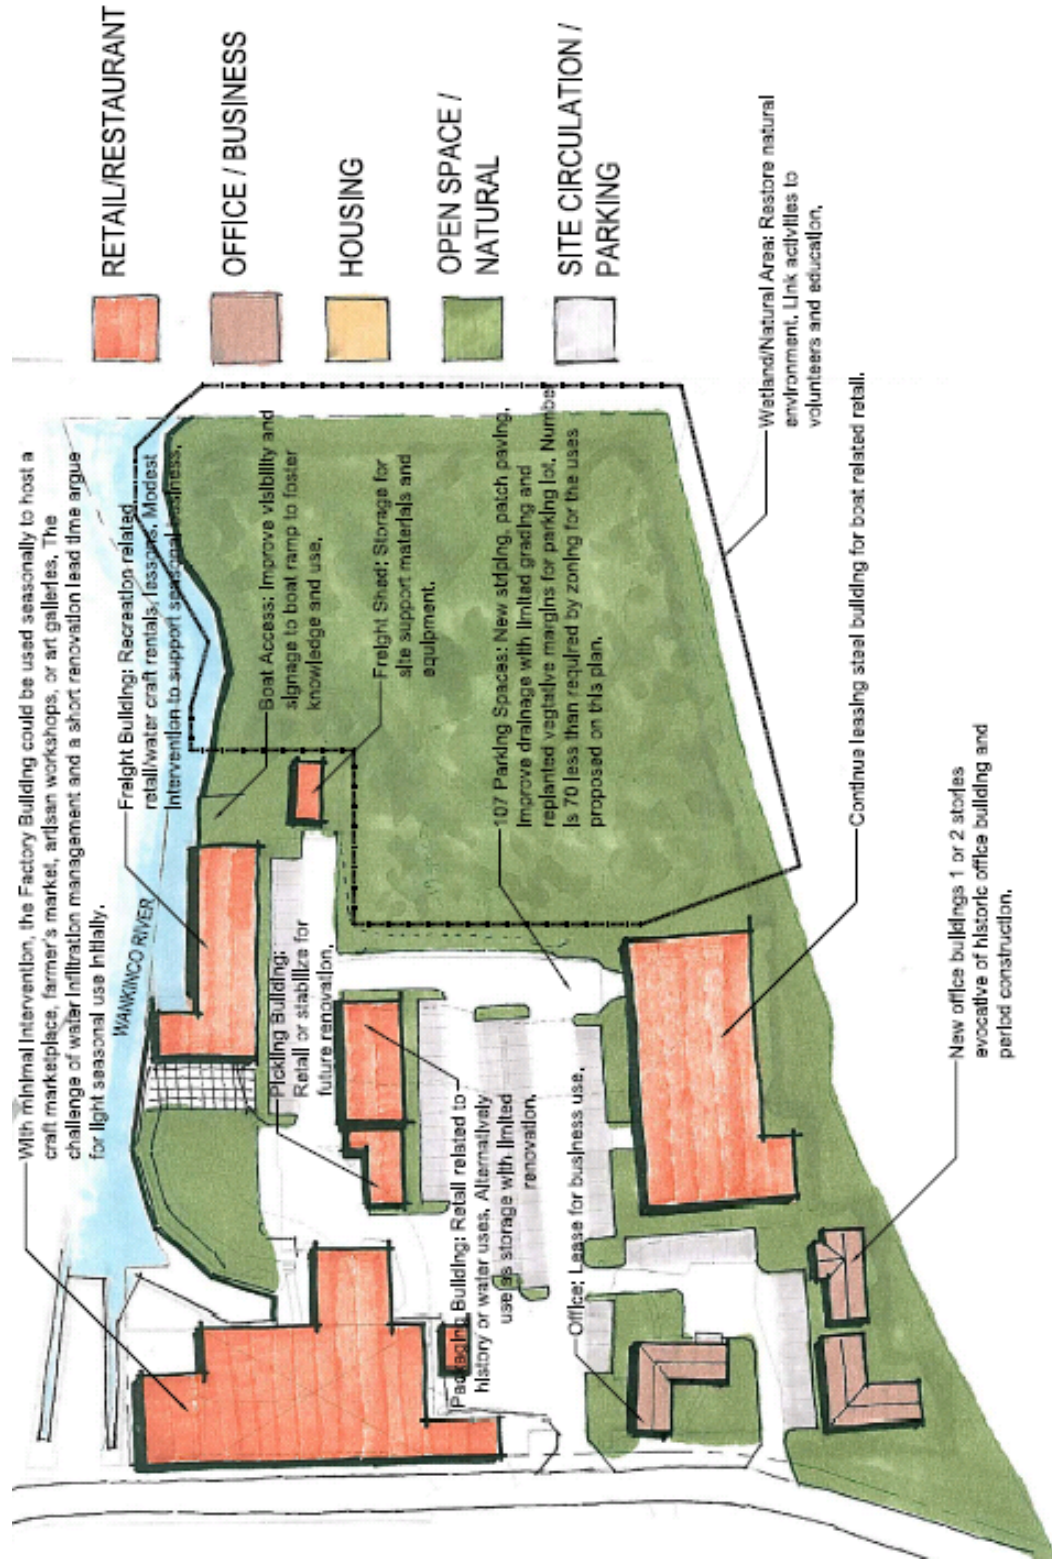 With minimal intervention, the Factory Building could be used seasonally to host a
craft marketplace, farmer's market, artisan workshops, or art galleries. The
challenge of water infiltration management and a short renovation lead time argue
for light seasonal use initially.
WANKINCO RIVER
Freight Building: Recreation related
retail/water craft rentals, lessons. Modest
intervention to support seasonal business.
Boat Access: Improve visibility and
signage to boat ramp to foster
knowledge and use.
Pickling Building:
Retail or stabilize for
future renovation.
Freight Shed: Storage for
site support materials and
equipment.
Packaging Building: Retail related to
history or water uses. Alternatively
use as storage with limited
renovation.
107 Parking Spaces: New striping, patch paving.
Improve drainage with limited grading and
replanted vegtative margins for parking lot. Number
is 70 less than required by zoning for the uses
proposed on this plan.
Office: Lease for business use.
Wetland/Natural Area: Restore natural
environment. Link activities to
volunteers and education.
Continue leasing steel building for boat related retail.
New office buildings 1 or 2 stories
evocative of historic office building and
period construction.
RETAIL/RESTAURANT
OFFICE / BUSINESS
HOUSING
OPEN SPACE /
NATURAL
SITE CIRCULATION /
PARKING